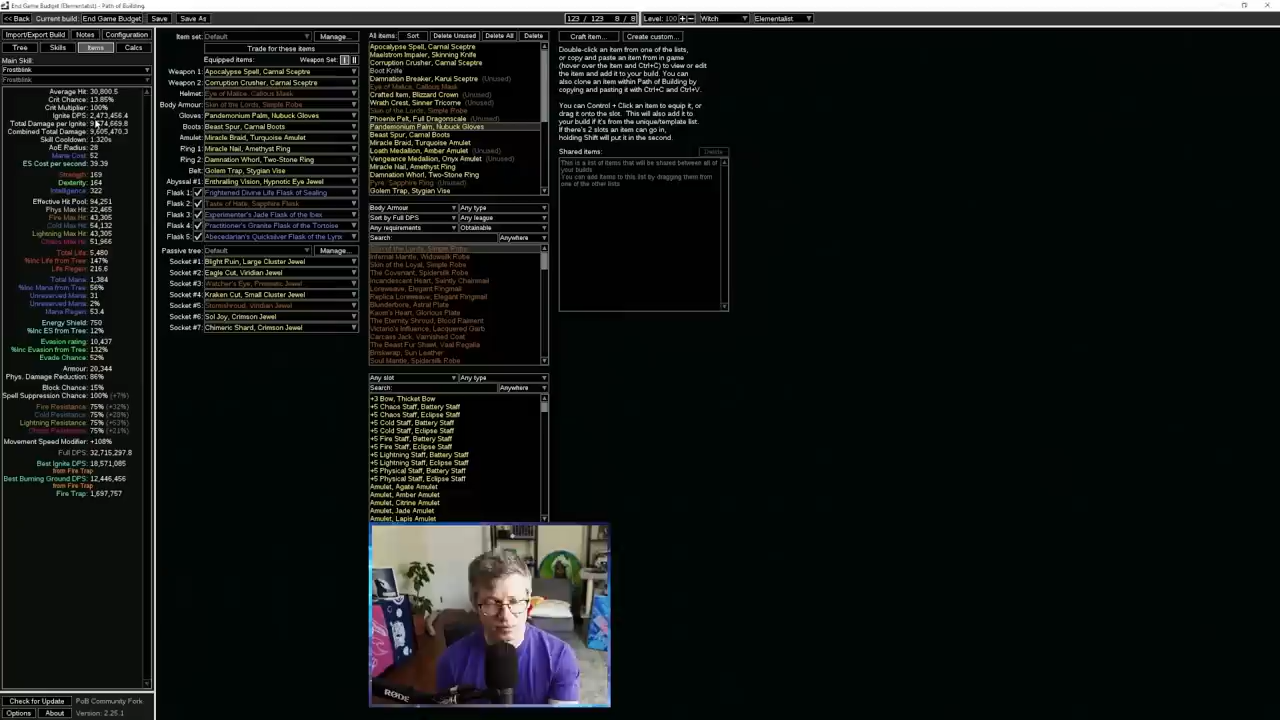 End Game Budget (Elementalist) - Path of Building
<< Back Current build: End Game Budget Save Save As 123 / 123 8 / 8 Level: 100 Witch Elementalist
Import/Export Build Notes Configuration
Tree Skills Items Calcs
Main Skill:
Frostblink
Frostblink
Average Hit: 30,800.5
Crit Chance: 13.85%
Crit Multiplier: 100%
Ignite DPS: 2,473,456.4
Total Damage per Ignite:
Combined Total Damage: 9,605,470.3
Skill Cooldown: 1.320s
AoE Radius: 28
Mana Cost: 52
ES Cost per second: 39.39
Strength: 169
Dexterity: 164
Intelligence: 322
Effective Hit Pool: 94,251
Phys Max Hit: 22,465
Fire Max Hit: 43,305
Cold Max Hit: 54,132
Lightning Max Hit: 43,305
Chaos Max Hit: 51,966
Total Life: 5,480
%Inc Life from Tree: 147%
Life Regen: 216.6
Total Mana: 1,384
%Inc Mana from Tree: 56%
Unreserved Mana: 31
Unreserved Mana: 2%
Mana Regen: 53.4
Energy Shield: 750
%Inc ES from Tree: 12%
Evasion rating: 10,437
%Inc Evasion from Tree: 132%
Evade Chance: 52%
Armour: 20,344
Phys. Damage Reduction: 86%
Block Chance: 15%
Spell Suppression Chance: 100% (+7%)
Fire Resistance: 75% (+32%)
Cold Resistance: 75% (+28%)
Lightning Resistance: 75% (+53%)
Chaos Resistance: 75% (+21%)
Movement Speed Modifier: +108%
Full DPS: 32,715,297.8
Best Ignite DPS: 18,571,085
from Fire Trap
Best Burning Ground DPS: 12,446,456
from Fire Trap
Fire Trap: 1,697,757
Check for Update PoB Community Fork
Options About Version: 2.25.1
Item set: Default Manage...
Trade for these items
Equipped items: Weapon Set: I II
Weapon 1: Apocalypse Spell, Carnal Sceptre
Weapon 2: Corruption Crusher, Carnal Sceptre
Helmet: Eye of Malice, Callous Mask
Body Armour: Skin of the Lords, Simple Robe
Gloves: Pandemonium Palm, Nubuck Gloves
Boots: Beast Spur, Carnal Boots
Amulet: Miracle Braid, Turquoise Amulet
Ring 1: Miracle Nail, Amethyst Ring
Ring 2: Damnation Whorl, Two-Stone Ring
Belt: Golem Trap, Stygian Vise
Abyssal #1: Enthralling Vision, Hypnotic Eye Jewel
Flask 1: Frightened Divine Life Flask of Sealing
Flask 2: Taste of Hate, Sapphire Flask
Flask 3: Experimenter's Jade Flask of the Ibex
Flask 4: Practitioner's Granite Flask of the Tortoise
Flask 5: Abecedarian's Quicksilver Flask of the Lynx
Passive tree: Default Manage...
Socket #1: Blight Ruin, Large Cluster Jewel
Socket #2: Eagle Cut, Viridian Jewel
Socket #3: Watcher's Eye, Prismatic Jewel
Socket #4: Kraken Cut, Small Cluster Jewel
Socket #5: Stormshroud, Viridian Jewel
Socket #6: Sol Joy, Crimson Jewel
Socket #7: Chimeric Shard, Crimson Jewel
All items: Sort Delete Unused Delete All Delete
Apocalypse Spell, Carnal Sceptre
Maelstrom Impaler, Skinning Knife
Corruption Crusher, Carnal Sceptre
Boot Knife
Damnation Breaker, Karui Sceptre (Unused)
Eye of Malice, Callous Mask
Crafted Item, Blizzard Crown (Unused)
Wrath Crest, Sinner Tricorne (Unused)
Skin of the Lords, Simple Robe
Phoenix Pelt, Full Dragonscale (Unused)
Pandemonium Palm, Nubuck Gloves
Beast Spur, Carnal Boots
Miracle Braid, Turquoise Amulet
Loath Medallion, Amber Amulet (Unused)
Vengeance Medallion, Onyx Amulet (Unused)
Miracle Nail, Amethyst Ring
Damnation Whorl, Two-Stone Ring
Pyre, Sapphire Ring (Unused)
Golem Trap, Stygian Vise
Body Armour Any type
Sort by Full DPS Any league
Any requirements Obtainable
Search: Anywhere
Skin of the Lords, Simple Robe
Infernal Mantle, Widowsilk Robe
Skin of the Loyal, Simple Robe
The Covenant, Spidersilk Robe
Incandescent Heart, Saintly Chainmail
Loreweave, Elegant Ringmail
Replica Loreweave, Elegant Ringmail
Blunderbore, Astral Plate
Kaom's Heart, Glorious Plate
The Eternity Shroud, Blood Raiment
Victario's Influence, Lacquered Garb
Carcass Jack, Varnished Coat
The Beast Fur Shawl, Vaal Regalia
Briskwrap, Sun Leather
Soul Mantle, Spidersilk Robe
Any slot Any type
Search: Anywhere
+3 Bow, Thicket Bow
+5 Chaos Staff, Battery Staff
+5 Chaos Staff, Eclipse Staff
+5 Cold Staff, Battery Staff
+5 Cold Staff, Eclipse Staff
+5 Fire Staff, Battery Staff
+5 Fire Staff, Eclipse Staff
+5 Lightning Staff, Battery Staff
+5 Lightning Staff, Eclipse Staff
+5 Physical Staff, Battery Staff
+5 Physical Staff, Eclipse Staff
Amulet, Agate Amulet
Amulet, Amber Amulet
Amulet, Citrine Amulet
Amulet, Jade Amulet
Amulet, Lapis Amulet
Craft item... Create custom...
Double-click an item from one of the lists,
or copy and paste an item from in game
(hover over the item and Ctrl+C) to view or edit
the item and add it to your build. You can
also clone an item within Path of Building by
copying and pasting it with Ctrl+C and Ctrl+V.
You can Control + Click an item to equip it, or
drag it onto the slot. This will also add it to
your build if it's from the unique/template list.
If there's 2 slots an item can go in,
holding Shift will put it in the second.
Shared items: Delete
This is a list of items that will be shared between all of
your builds.
You can add items to this list by dragging them from
one of the other lists.
RØDE